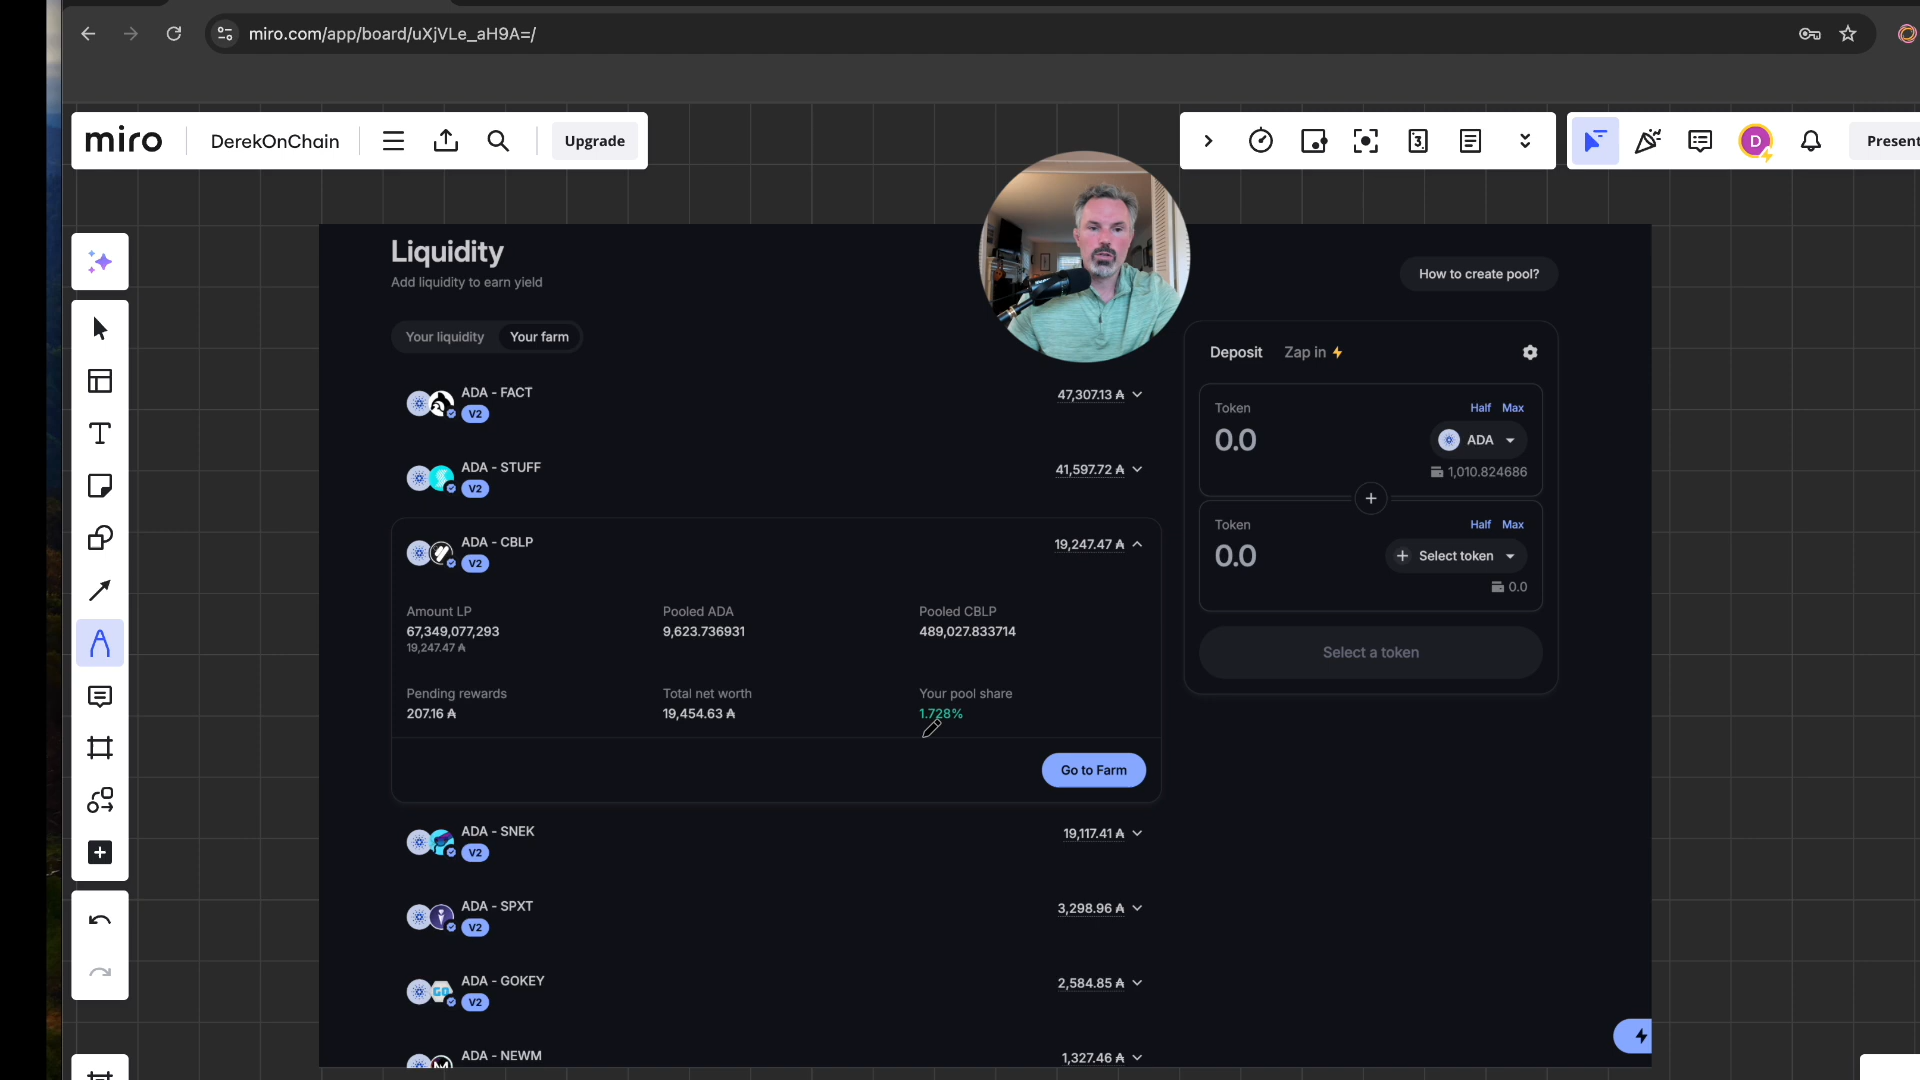 miro.com/app/board/uXjVLe_aH9A=/
miro
DerekOnChain
Upgrade
3
D
Present
Liquidity
Add liquidity to earn yield
How to create pool?
Your liquidity
Your farm
ADA - FACT
V2
47,307.13 ₳
ADA - STUFF
V2
41,597.72 ₳
ADA - CBLP
V2
19,247.47 ₳
Amount LP
67,349,077,293
19,247.47 ₳
Pooled ADA
9,623.736931
Pooled CBLP
489,027.833714
Pending rewards
207.16 ₳
Total net worth
19,454.63 ₳
Your pool share
1.728%
Go to Farm
ADA - SNEK
V2
19,117.41 ₳
ADA - SPXT
V2
3,298.96 ₳
ADA - GOKEY
GO
V2
2,584.85 ₳
ADA - NEWM
1,327.46 ₳
Deposit
Zap in
Token
Half Max
0.0
ADA
1,010.824686
Token
Half Max
0.0
Select token
0.0
Select a token